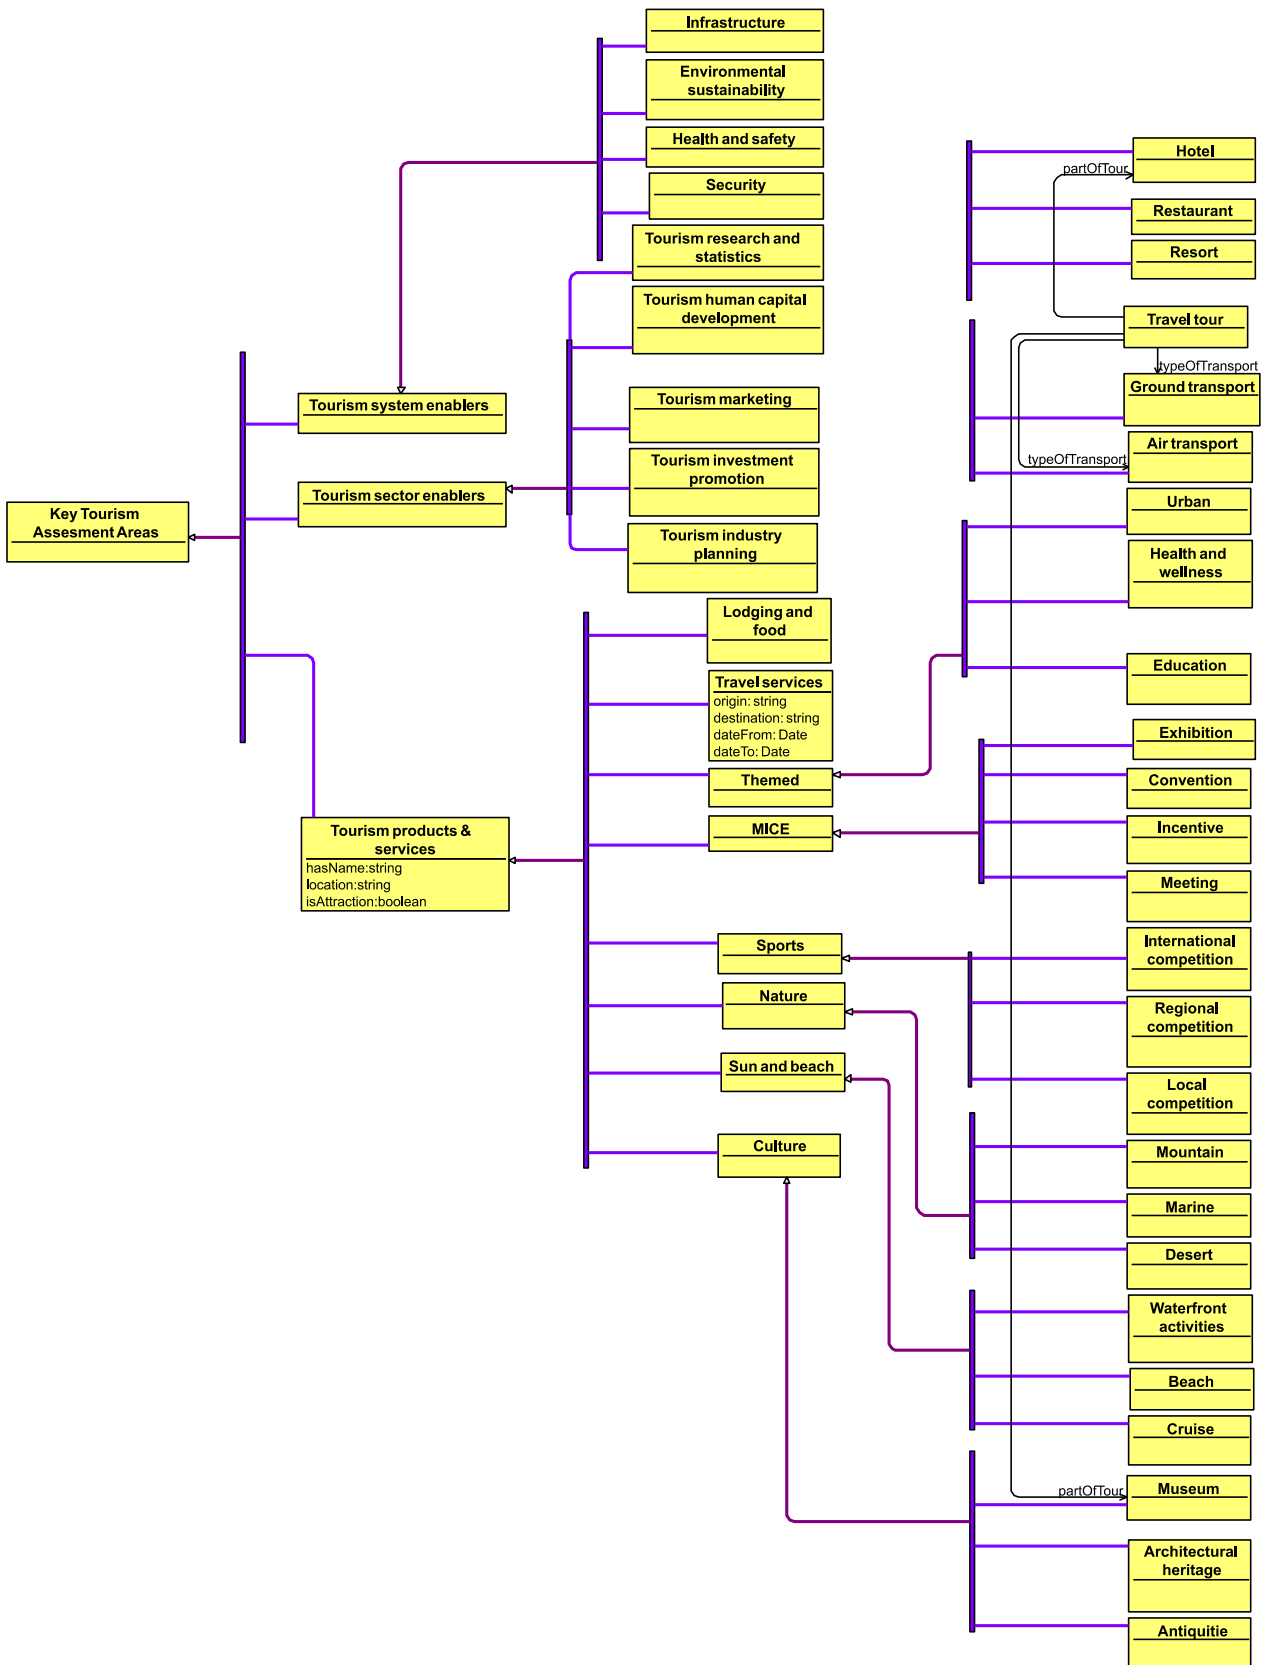 Infrastructure
Environmental
sustainability
Health and safety
Security
Tourism research and
statistics
Tourism human capital
development
Tourism marketing
Tourism investment
promotion
Tourism industry
planning
Tourism system enablers
Tourism sector enablers
Key Tourism
Assesment Areas
Tourism products &
services
hasName:string
location:string
isAttraction:boolean
Lodging and
food
Travel services
origin: string
destination: string
dateFrom: Date
dateTo: Date
Themed
MICE
Sports
Nature
Sun and beach
Culture
Hotel
partOfTour
Restaurant
Resort
Travel tour
typeOfTransport
Ground transport
Air transport
typeOfTransport
Urban
Health and
wellness
Education
Exhibition
Convention
Incentive
Meeting
International
competition
Regional
competition
Local
competition
Mountain
Marine
Desert
Waterfront
activities
Beach
Cruise
Museum
partOfTour
Architectural
heritage
Antiquitie